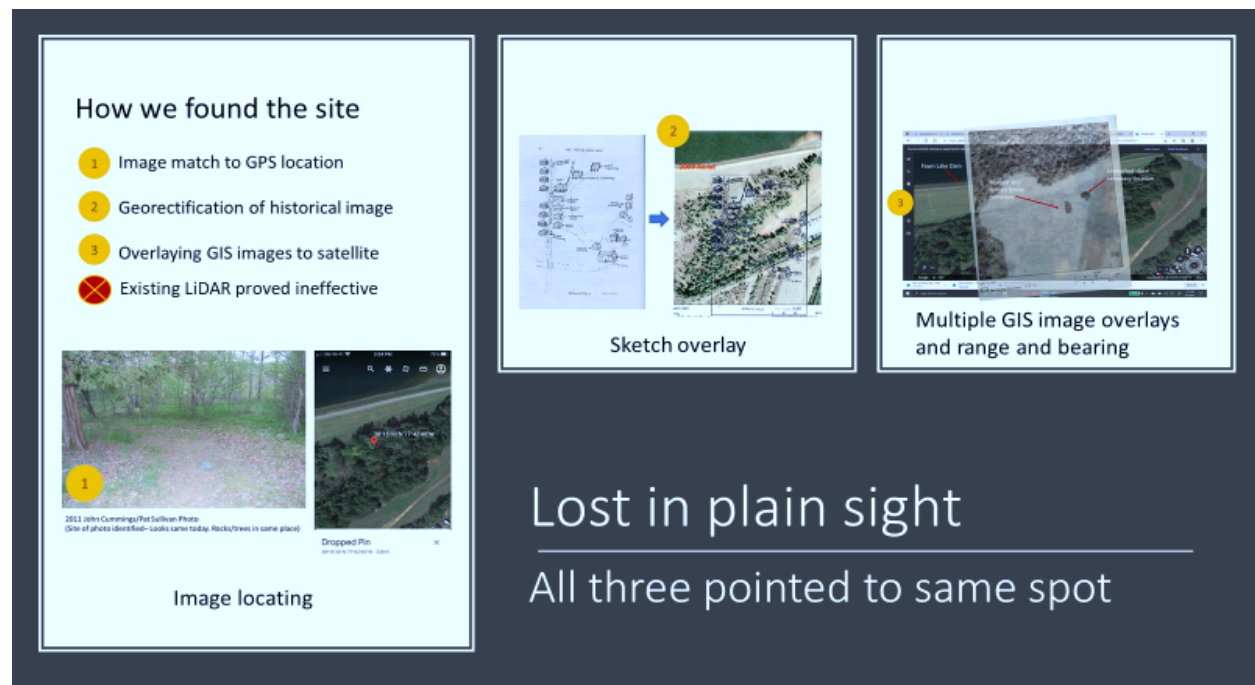 How we found the site
1 Image match to GPS location
2 Georectification of historical image
3 Overlaying GIS images to satellite
Existing LiDAR proved ineffective
1
2011 John Cummings/Pat Sullivan Photo
(Site of photo identified– Looks same today. Rocks/trees in same place)
Dropped Pin
Image locating
2
Sketch overlay
3
Fawn Lake Dam
cemetery location
Multiple GIS image overlays
and range and bearing
Lost in plain sight
All three pointed to same spot